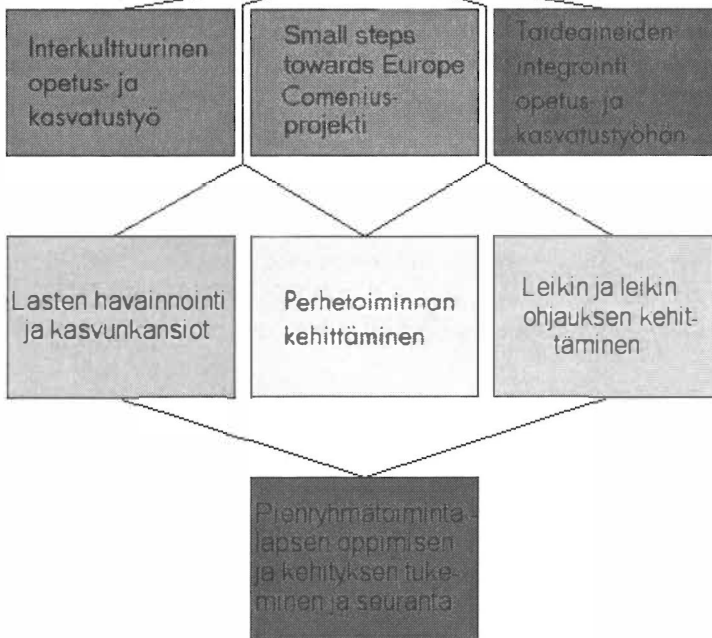 Interkulttuurinen
opetus- ja
kasvatustyö
Small steps
towards Europe
Comenius-
projekti
Taideaineiden
integrointi
opetus- ja
kasvatustyöhön
Lasten havainnointi
ja kasvunkansiot
Perhetoiminnan
kehittäminen
Leikin ja leikin
ohjauksen kehit-
täminen
Pienryhmätoiminta -
lapsen oppimisen
ja kehityksen tuke-
minen ja seuranta